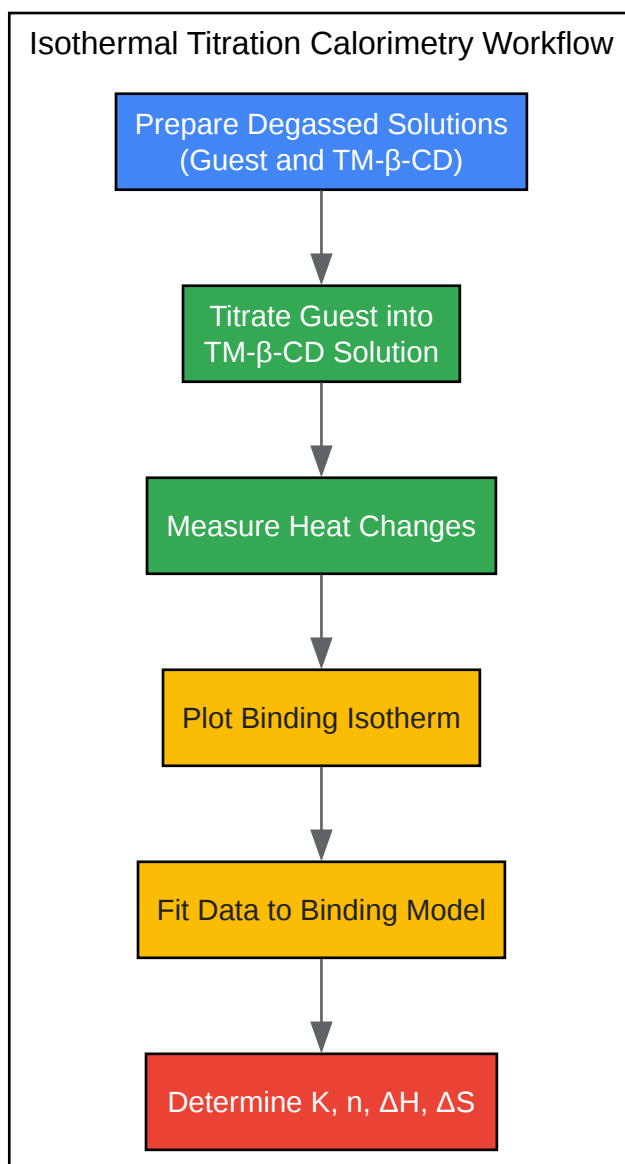 Isothermal Titration Calorimetry Workflow
Prepare Degassed Solutions
(Guest and TM-β-CD)
Titrate Guest into
TM-β-CD Solution
Measure Heat Changes
Plot Binding Isotherm
Fit Data to Binding Model
Determine K, n, ΔH, ΔS